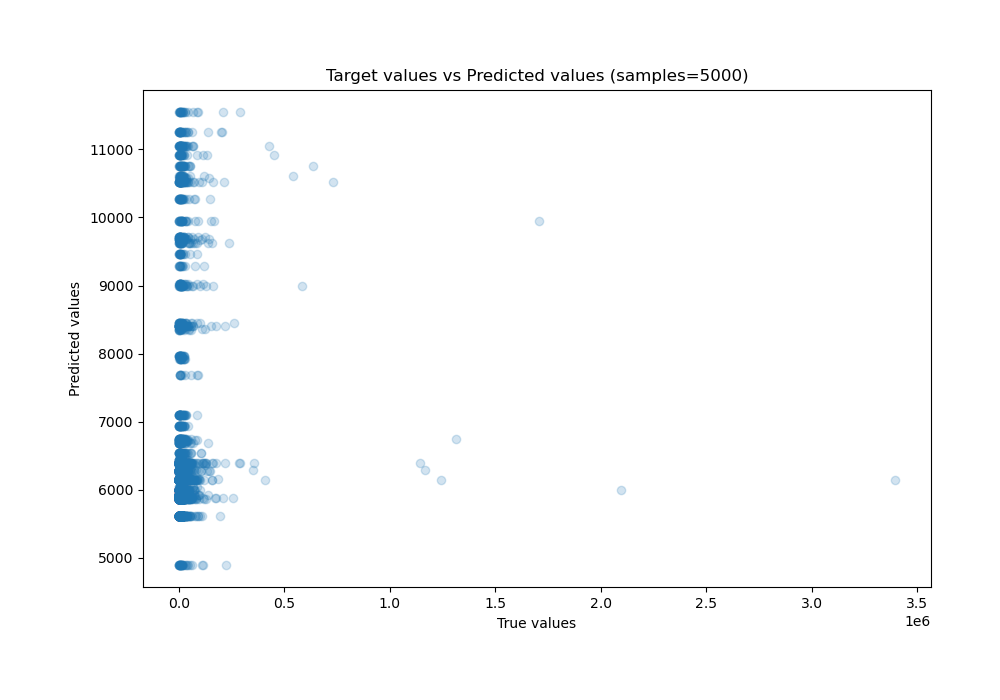 Target values vs Predicted values (samples=5000)
11000
10000
9000
8000
7000
6000
5000
Predicted values
0.0 0.5 1.0 1.5 2.0 2.5 3.0 3.5
1e6
True values